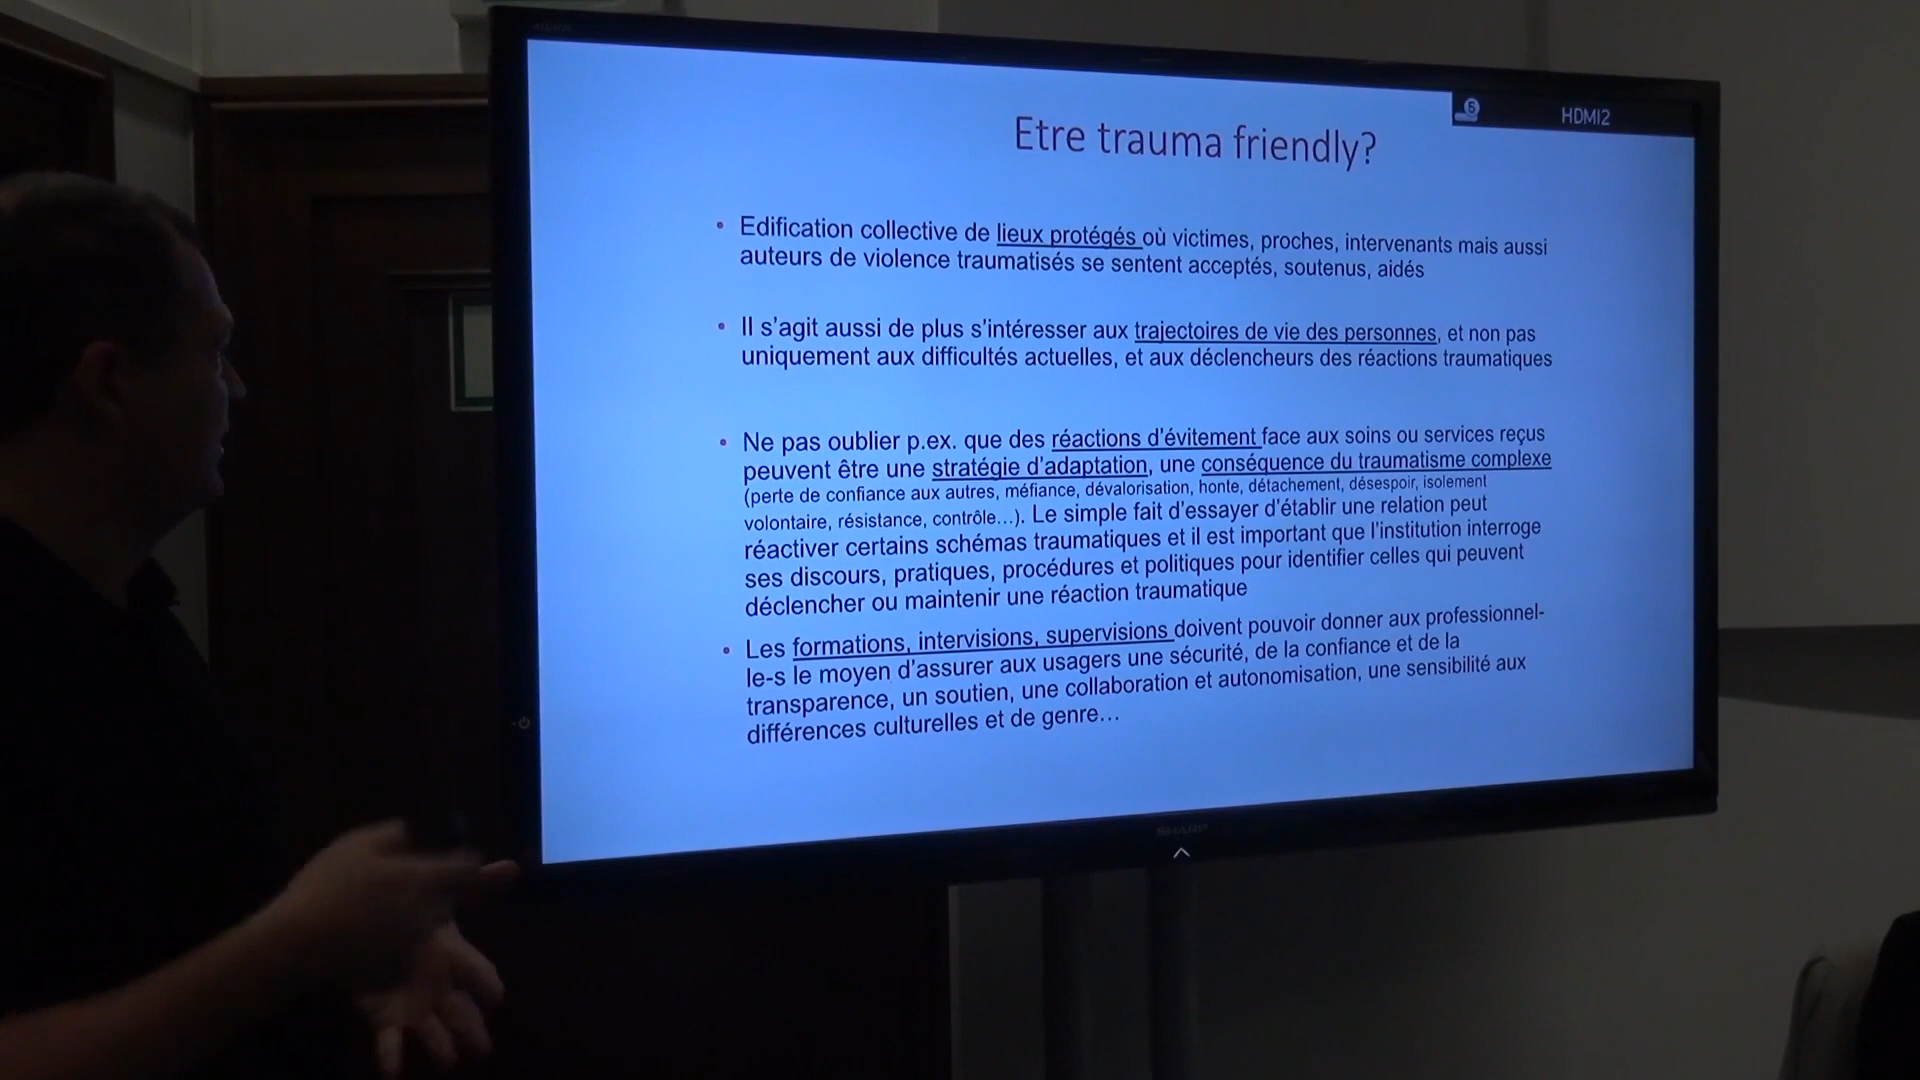 HDMI2
Etre trauma friendly?
• Edification collective de lieux protégés où victimes, proches, intervenants mais aussi
auteurs de violence traumatisés se sentent acceptés, soutenus, aidés
• Il s’agit aussi de plus s’intéresser aux trajectoires de vie des personnes, et non pas
uniquement aux difficultés actuelles, et aux déclencheurs des réactions traumatiques
• Ne pas oublier p.ex. que des réactions d’évitement face aux soins ou services reçus
peuvent être une stratégie d’adaptation, une conséquence du traumatisme complexe
(perte de confiance aux autres, méfiance, dévalorisation, honte, détachement, désespoir, isolement
volontaire, résistance, contrôle…). Le simple fait d’essayer d’établir une relation peut
réactiver certains schémas traumatiques et il est important que l’institution interroge
ses discours, pratiques, procédures et politiques pour identifier celles qui peuvent
déclencher ou maintenir une réaction traumatique
• Les formations, intervisions, supervisions doivent pouvoir donner aux professionnel-
le-s le moyen d’assurer aux usagers une sécurité, de la confiance et de la
transparence, un soutien, une collaboration et autonomisation, une sensibilité aux
différences culturelles et de genre…
SHARP